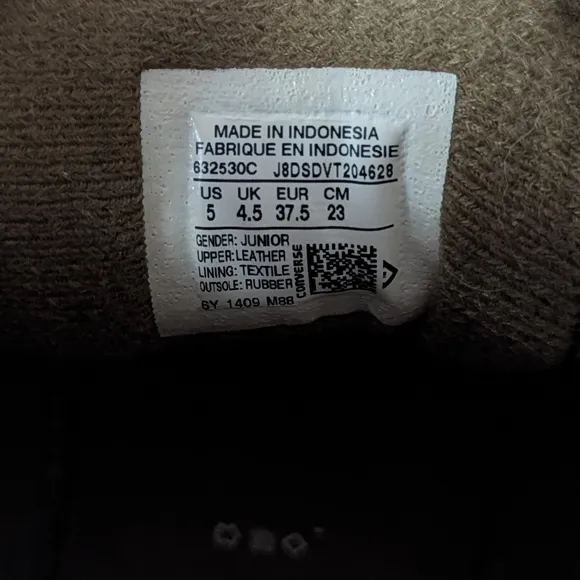 MADE IN INDONESIA
FABRIQUE EN INDONESIE
632530C J8DSDVT204628
US UK EUR CM
5 4.5 37.5 23
GENDER: JUNIOR
UPPER: LEATHER
LINING: TEXTILE
OUTSOLE: RUBBER
CONVERSE
6Y 1409 M88